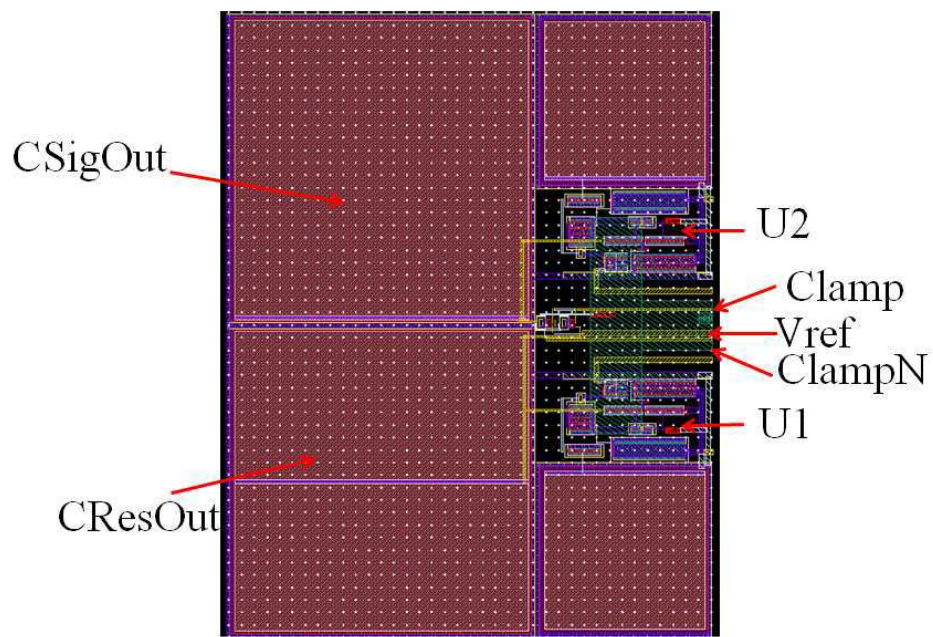 CSigOut
U2
Clamp
Vref
ClampN
U1
CResOut